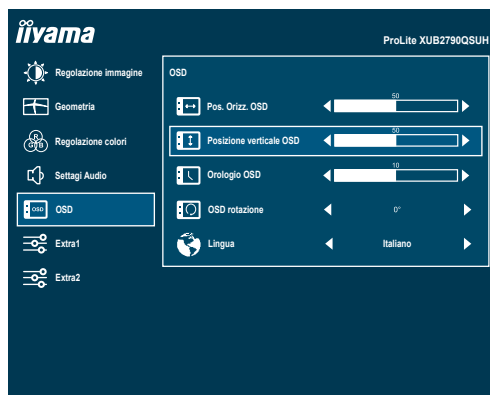 iiyama
ProLite XUB2790QSUH
Regolazione immagine
Geometria
Regolazione colori
Settagi Audio
OSD
Extra1
Extra2
OSD
Pos. Orizz. OSD
50
Posizione verticale OSD
50
Orologio OSD
10
OSD rotazione
0°
Lingua
Italiano
R
G
B
OSD